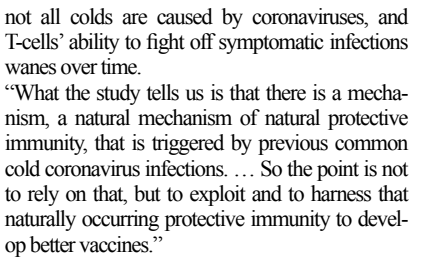 not all colds are caused by coronaviruses, and
T-cells’ ability to fight off symptomatic infections
wanes over time.
“What the study tells us is that there is a mecha-
nism, a natural mechanism of natural protective
immunity, that is triggered by previous common
cold coronavirus infections. … So the point is not
to rely on that, but to exploit and to harness that
naturally occurring protective immunity to devel-
op better vaccines.”